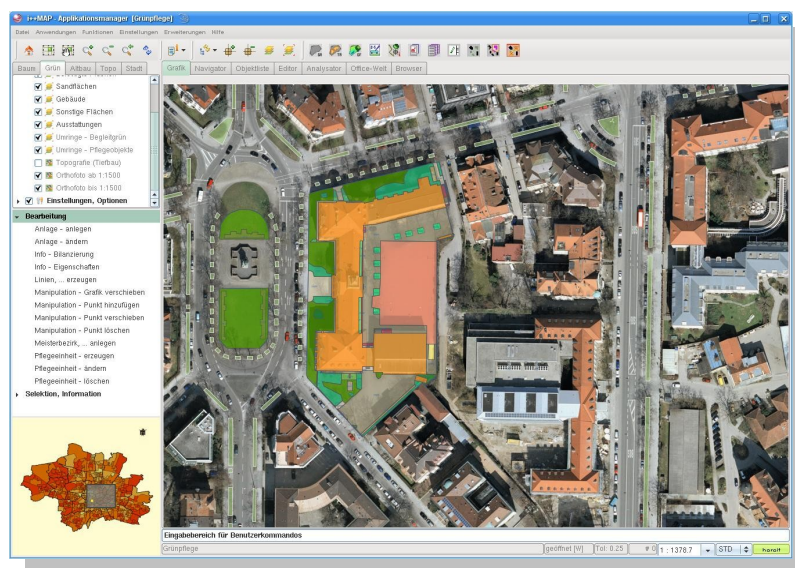 i++MAP - Applikationsmanager [Grünpflege]
Datei Anwendungen Funktionen Einstellungen Erweiterungen Hilfe
Baum Grün Altbau Topo Stadt
Grafik Navigator Objektliste Editor Analysator Office-Welt Browser
Sandflächen
Gebäude
Sonstige Flächen
Ausstattungen
Umringe - Begleitgrün
Umringe - Pflegeobjekte
Topografie (Tiefbau)
Orthofoto ab 1:1500
Orthofoto bis 1:1500
Einstellungen, Optionen
Bearbeitung
Anlage - anlegen
Anlage - ändern
Info - Bilanzierung
Info - Eigenschaften
Linien, ... erzeugen
Manipulation - Grafik verschieben
Manipulation - Punkt hinzufügen
Manipulation - Punkt verschieben
Manipulation - Punkt löschen
Meisterbezirk, ... anlegen
Pflegeeinheit - erzeugen
Pflegeeinheit - ändern
Pflegeeinheit - löschen
Selektion, Information
Eingabebereich für Benutzerkommandos
Grünpflege geöffnet [W] Tol: 0.25 # 0 1 : 1378.7 STD